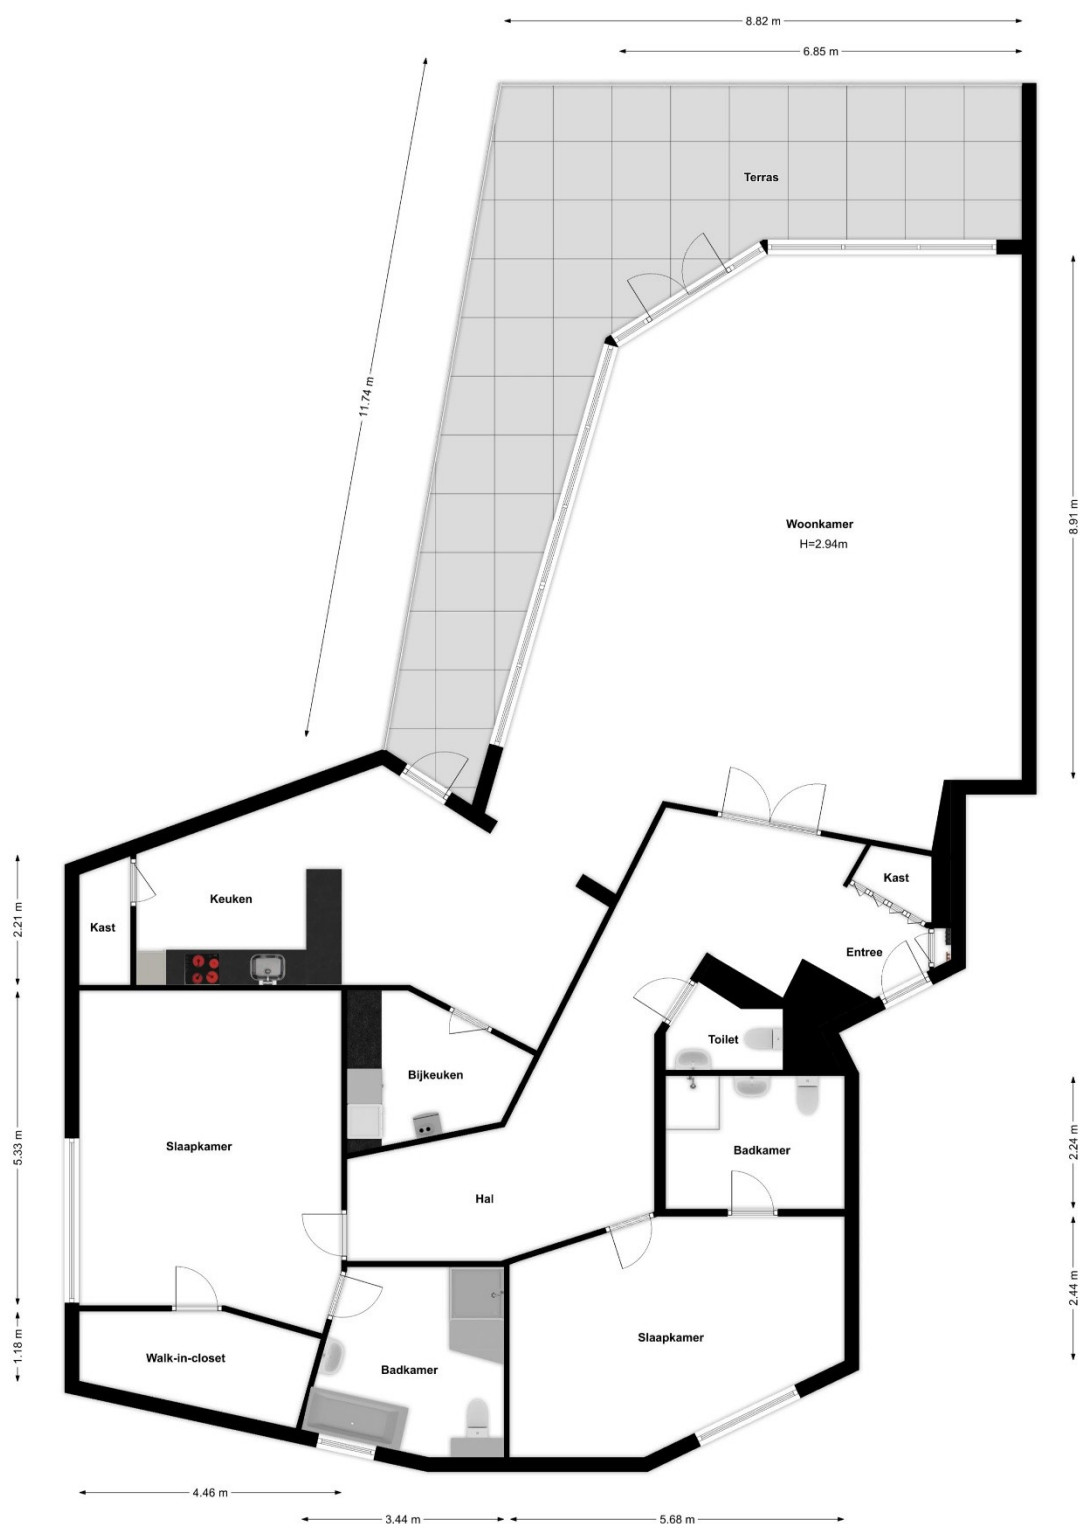 8.82 m
6.85 m
11.74 m
Terras
Woonkamer
H=2.94m
8.91 m
Keuken
Kast
2.21 m
Kast
Entree
Toilet
Bijkeuken
Slaapkamer
5.33 m
Badkamer
2.24 m
Hal
Slaapkamer
2.44 m
Walk-in-closet
1.18 m
Badkamer
4.46 m
3.44 m
5.68 m